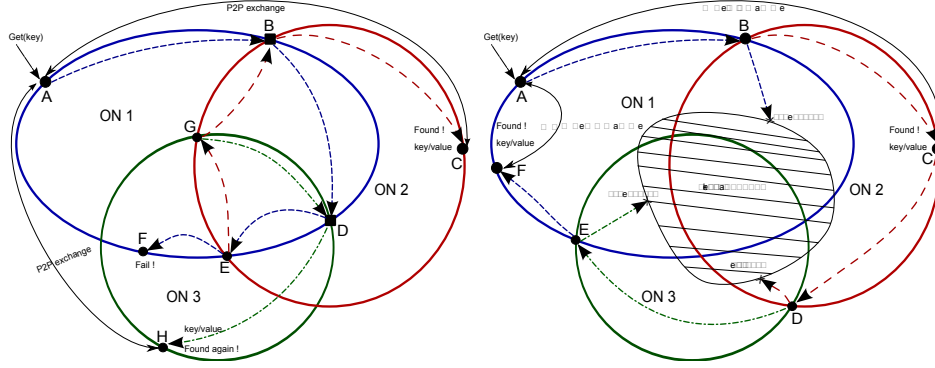 P2P exchange
Get(key)
B
A
ON 1
G
Found !
key/value
C
ON 2
D
F
Fail !
E
P2P exchange
ON 3
key/value
H
Found again !
Get(key)
B
A
ON 1
Found !
key/value
F
Found !
key/value
C
ON 2
E
ON 3
D